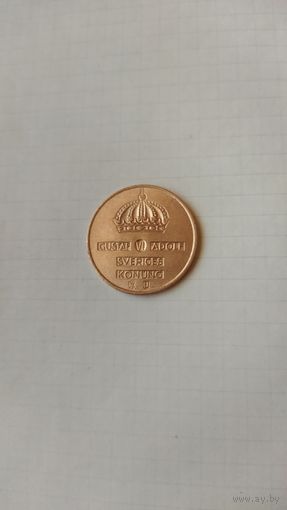 GUSTAF VI ADOLF
SVERIGES
KONUNG
U
www.ay.by